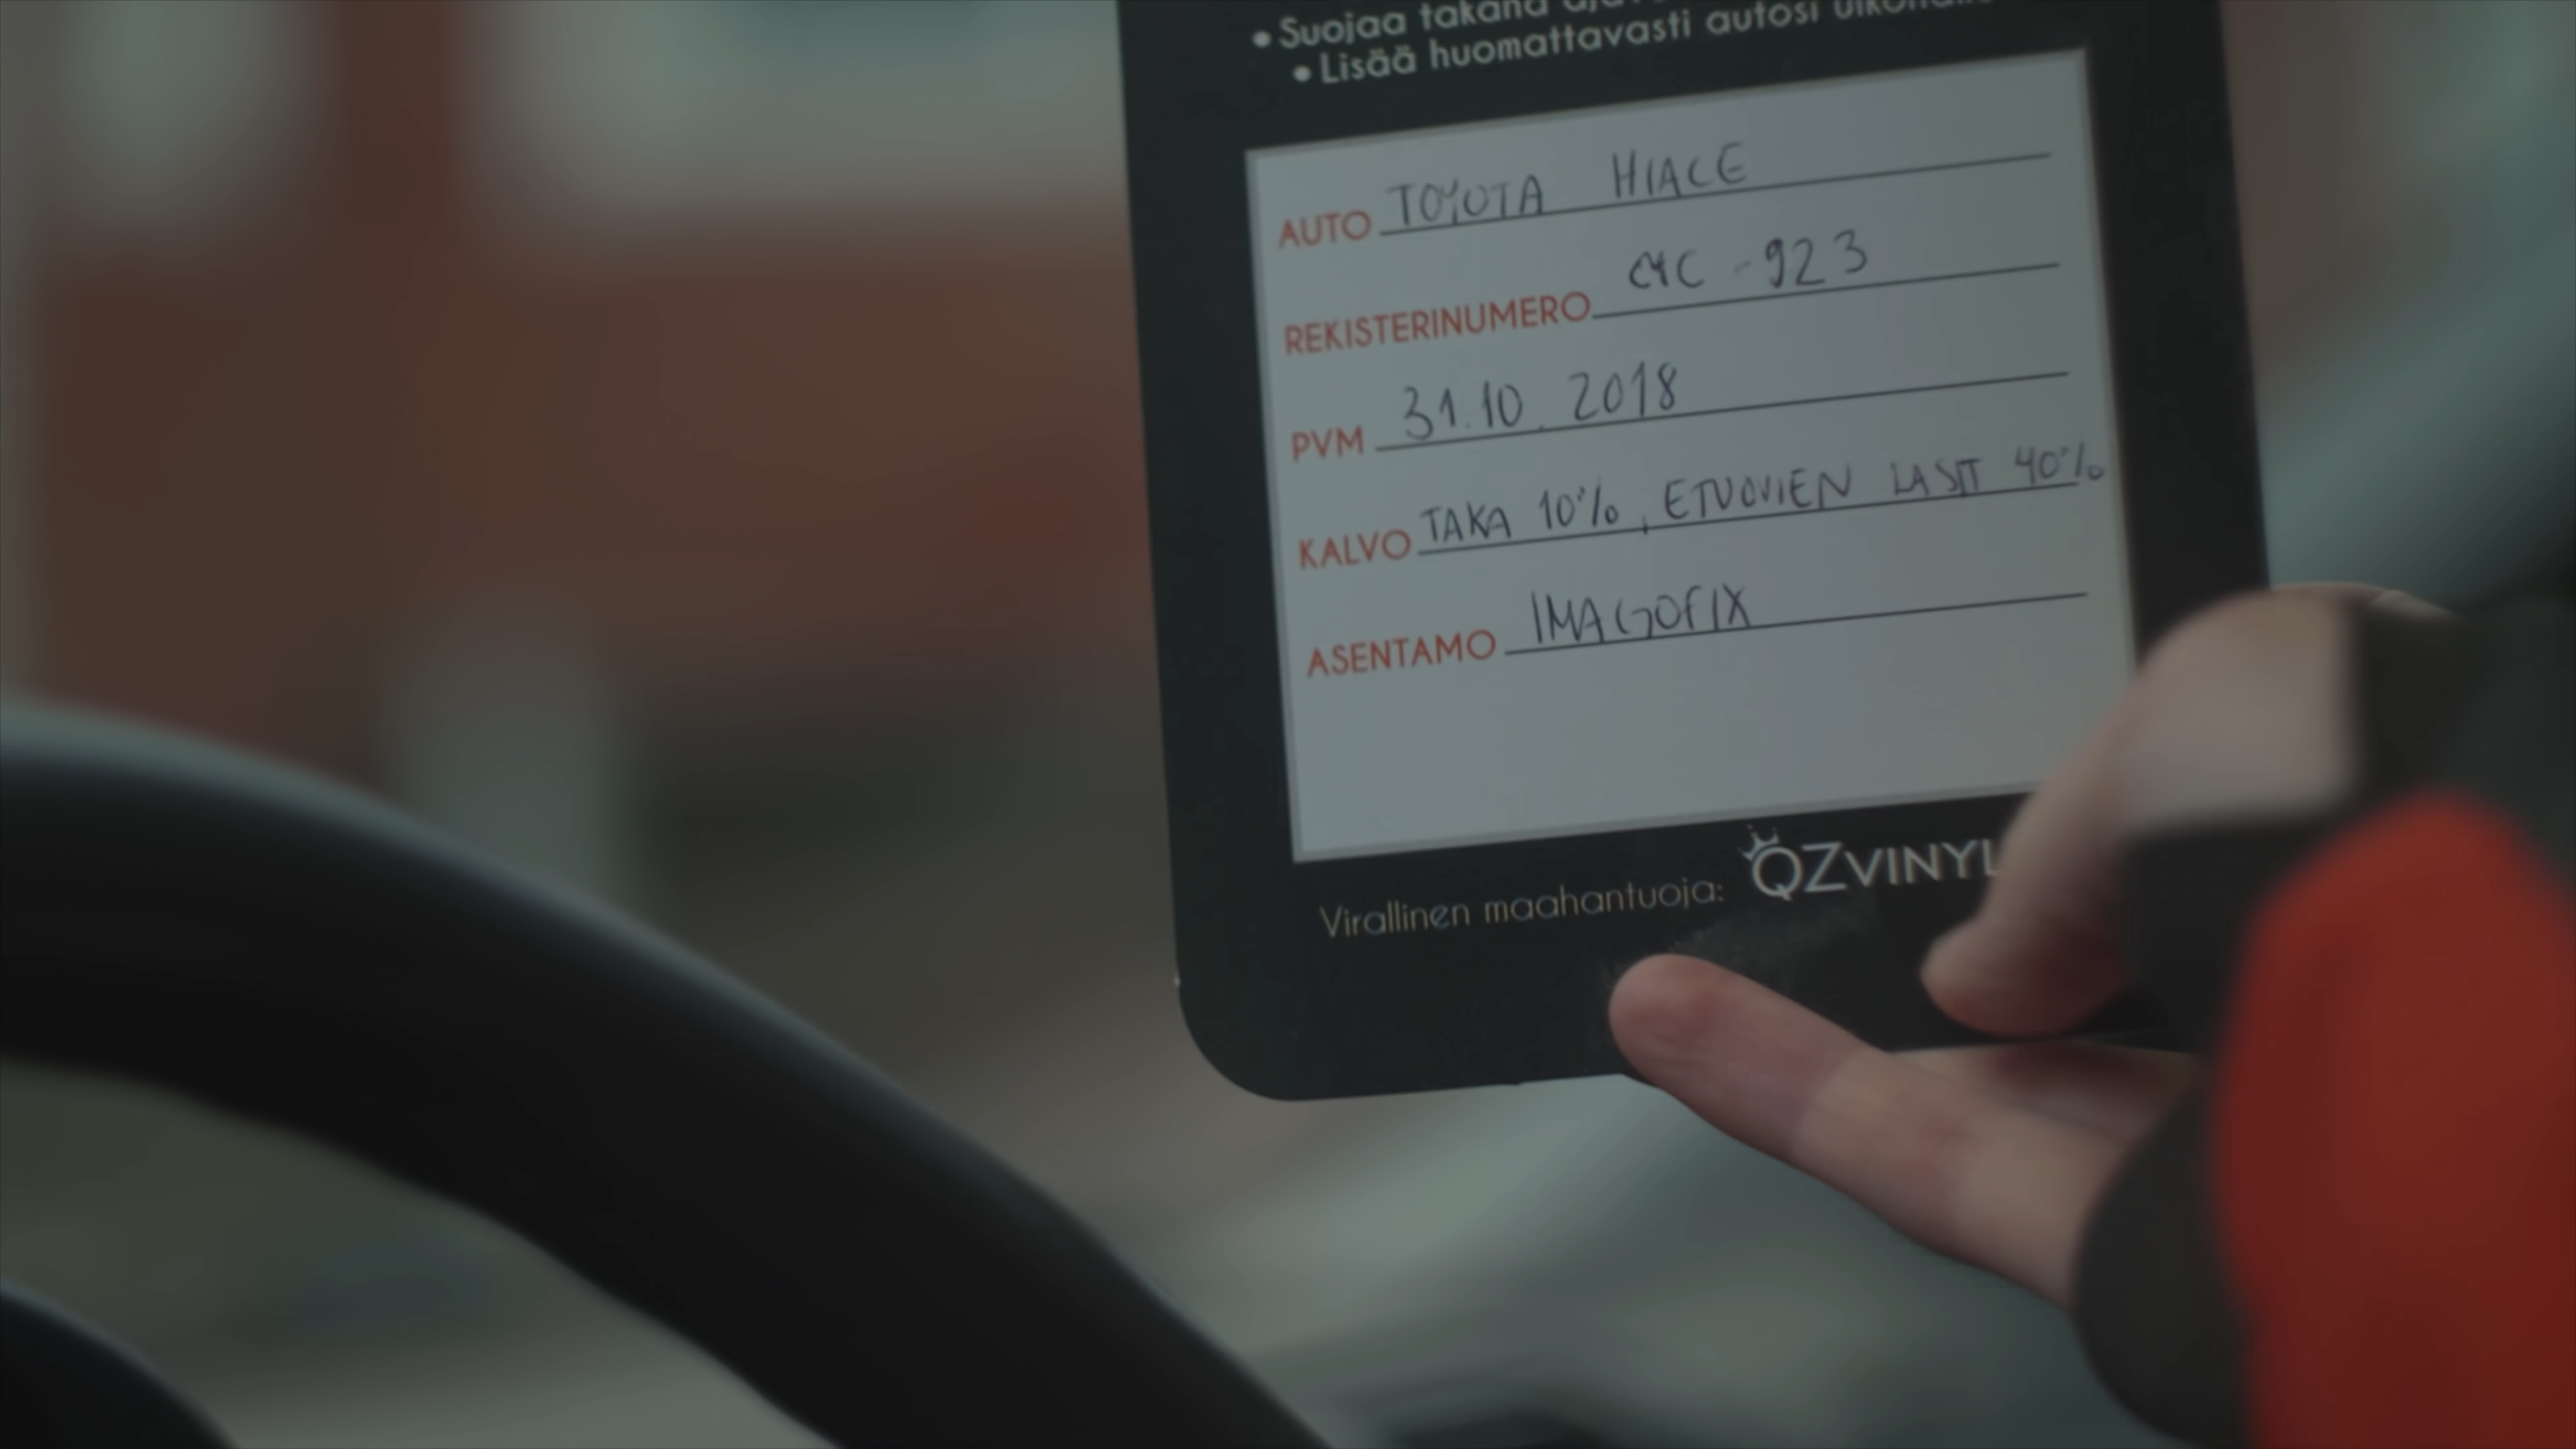 • Suojaa takana
• Lisää huomattavasti autosi
AUTO TOYOTA HIACE
REKISTERINUMERO -923
PVM 31.10.2018
KALVO TAKA 10%, ETUOVIEN LASIT 40%
ASENTAMO IMAGOFIX
Virallinen maahantuoja: QZVINYL